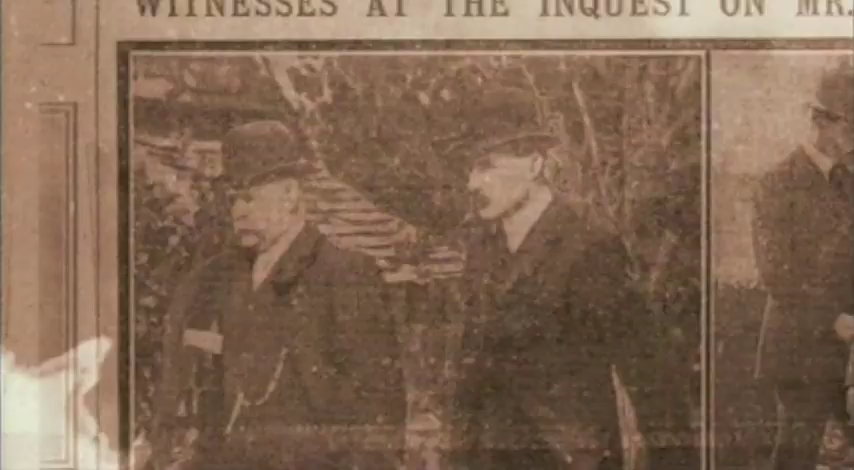 WITNESSES AT THE INQUEST ON MR.